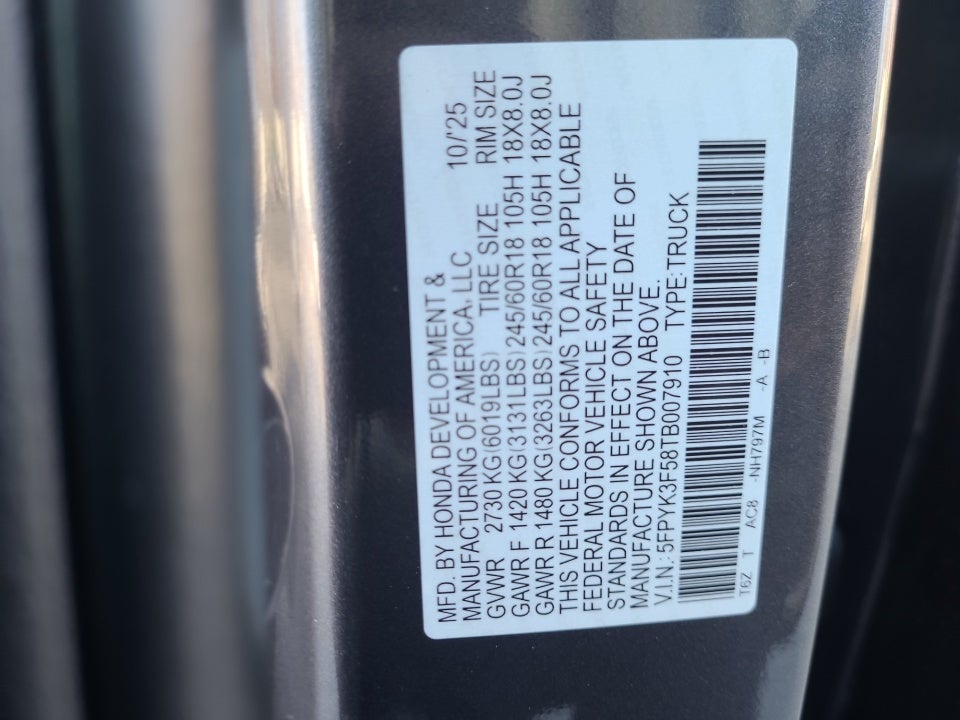 MFD. BY HONDA DEVELOPMENT &
MANUFACTURING OF AMERICA, LLC 10/'25
GVWR 2730 KG(6019LBS) TIRE SIZE RIM SIZE
GAWR F 1420 KG(3131LBS) 245/60R18 105H 18X8.0J
GAWR R 1480 KG(3263LBS) 245/60R18 105H 18X8.0J
THIS VEHICLE CONFORMS TO ALL APPLICABLE
FEDERAL MOTOR VEHICLE SAFETY
STANDARDS IN EFFECT ON THE DATE OF
MANUFACTURE SHOWN ABOVE.
V.I.N.: 5FPYK3F58TB007910 TYPE: TRUCK
T6Z T AC8 -NH797M -A -B